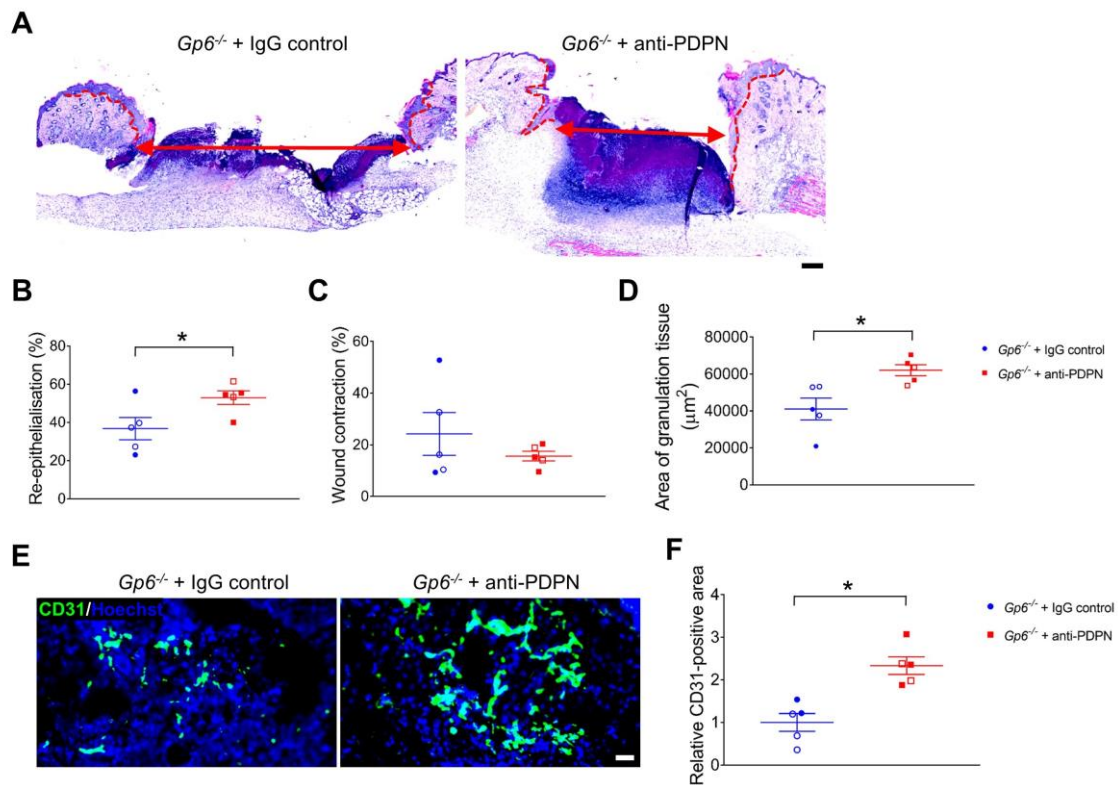 A
Gp6-/- + IgG control
Gp6-/- + anti-PDPN
B
Re-epithelialisation (%)
80
60
40
20
0
*
C
Wound contraction (%)
60
40
20
0
D
Area of granulation tissue
(μm2)
80000
60000
40000
20000
0
*
Gp6-/- + IgG control
Gp6-/- + anti-PDPN
E
Gp6-/- + IgG control
Gp6-/- + anti-PDPN
CD31/Hoechst
F
Relative CD31-positive area
4
3
2
1
0
*
Gp6-/- + IgG control
Gp6-/- + anti-PDPN